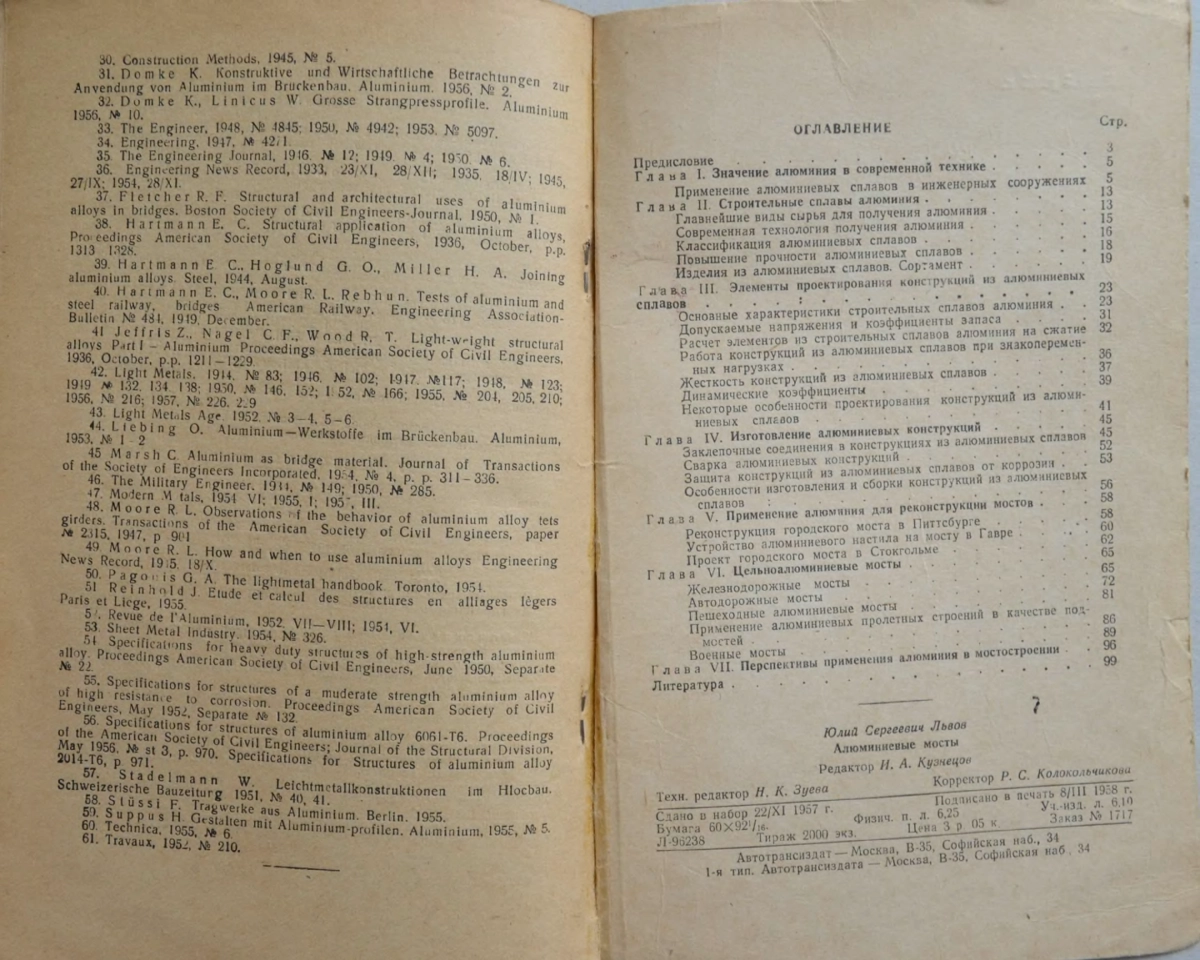 30. Construction Methods, 1945, № 5.
31. Domke K. Konstruktive und Wirtschaftliche Betrachtungen zur
Anwendung von Aluminium im Bruckenbau. Aluminium. 1956, № 2.
32. Domke K., Linicus W. Grosse Strangpressprofile. Aluminium
1956, № 10.
33. The Engineer, 1948, № 4845; 1950, № 4942; 1953. № 5097.
34. Engineering, 1947, №
35. The Engineering Journal, 1946. № 12; 1949. № 4; 1950. № 6.
36. Engineering News Record, 1933, 23/XI, 28/XII; 1935. 18/IV; 1945,
27/IX; 1954, 28/XI.
37. Fletcher R. F. Structural and architectural uses of aluminium
alloys in bridges. Boston Society of Civil Engineers-Journal, 1950, № 1.
38. Hartmann E. C. Structural application of aluminium alloys,
Proceedings American Society of Civil Engineers, 1936, October, p.p.
1313 1328.
39. Hartmann E. C., Hoglund G. O., Miller H. A. Joining
aluminium alloys. Steel, 1944, August.
40. Hartmann E. C., Moore R. L. Rebhun. Tests of aluminium and
steel railway, bridges American Railway. Engineering Association-
Bulletin № 484, 1949, December.
41 Jeffris Z., Nagel C. F., Wood R. T. Light-weight structural
alloys Part I – Aluminium Proceedings American Society of Civil Engineers,
1936, October, p.p. 1211—1229.
42. Light Metals. 1944, № 83; 1946, № 102; 1947. №117; 1948, № 123;
1949 № 132, 134, 138; 1950, № 146, 152; 1952, № 166; 1955, № 204, 205, 210;
1956, № 216; 1957, № 226. 229
43. Light Metals Age. 1952. № 3—4, 5—6.
44. Liebing O. Aluminium—Werkstoffe im Brückenbau. Aluminium,
1953, № 1-2
45 Marsh C. Aluminium as bridge material. Journal of Transactions
of the Society of Engineers Incorporated, 1954, № 4, p. p. 311—336.
46. The Military Engineer, 1944, № 149; 1950, № 285.
47. Modern M tals, 1954 VI; 1955, I; III.
48. Moore R. L. Observations of the behavior of aluminium alloy tets
girders. Transactions of the American Society of Civil Engineers, paper
№ 2315, 1947, p 901
49. Moore R. L. How and when to use aluminium alloys Engineering
News Record, 1945, 18/X.
50. G. A. The lightmetal handbook. Toronto, 1954.
51 Reinhold J. Etude et calcul des structures en alliages lêgers
Paris et Liege, 1955.
52. Revue de l'Aluminium, 1952, VII—VIII; 1954, VI.
53. Sheet Metal Industry. 1954, № 326.
54 Specifications for heavy duty structures of high-strength aluminium
alloy. Proceedings American Society of Civil Engineers, June 1950, Separate
№ 22.
55. Specifications for structures of a muderate strength aluminium alloy
of high resistance to corrosion. Proceedings American Society of Civil
Engineers, May 1952, Separate № 132.
56. Specifications for structures of aluminium alloy 6061-T6. Proceedings
of the American Society of Civil Engineers; Journal of the Structural Division,
May 1956. № st 3, p. 970. Specifications for Structures of aluminium alloy
2014-T6, p 971.
57. Stadelmann W. Leichtmetallkonstruktionen im Hlocbau.
Schweizerische Bauzeiturg 1951, № 40, 41.
58. Stüssi F. Tragwerke aus Aluminium. Berlin. 1955.
59. Suppus H. Gestalten mit Aluminium-profilen. Aluminium, 1955, № 5.
60. Technica, 1955, № 6.
61. Travaux, 1952, № 210.
ОГЛАВЛЕНИЕ
Стр.
Предисловие 3
Глава I. Значение алюминия в современной технике 5
Применение алюминиевых сплавов в инженерных сооружениях 5
Глава II. Строительные сплавы алюминия 13
Главнейшие виды сырья для получения алюминия 13
Современная технология получения алюминия 15
Классификация алюминиевых сплавов 16
Повышение прочности алюминиевых сплавов 18
Изделия из алюминиевых сплавов. Сортамент 19
Глава III. Элементы проектирования конструкций из алюминиевых
сплавов 23
Основные характеристики строительных сплавов алюминия 23
Допускаемые напряжения и коэффициенты запаса 31
Расчет элементов из строительных сплавов алюминия на сжатие 32
Работа конструкций из алюминиевых сплавов при знакоперемен-
ных нагрузках 36
Жесткость конструкций из алюминиевых сплавов 37
Динамические коэффициенты 39
Некоторые особенности проектирования конструкций из алюми-
ниевых сплавов 41
Глава IV. Изготовление алюминиевых конструкций 45
Заклепочные соединения в конструкциях из алюминиевых сплавов 45
Сварка алюминиевых конструкций 52
Защита конструкций из алюминиевых сплавов от коррозии 53
Особенности изготовления и сборки конструкций из алюминиевых
сплавов 56
Глава V. Применение алюминия для реконструкции мостов 58
Реконструкция городского моста в Питтсбурге 58
Устройство алюминиевого настила на мосту в Гавре 60
Проект городского моста в Стокгольме 62
Глава VI. Цельноалюминиевые мосты 65
Железнодорожные мосты 65
Автодорожные мосты 72
Пешеходные алюминиевые мосты 81
Применение алюминиевых пролетных строений в качестве под-
мостей 86
Военные мосты 89
Глава VII. Перспективы применения алюминия в мостостроении 96
Литература 99
Юлий Сергеевич Львов
Алюминиевые мосты
Редактор И. А. Кузнецов
Техн. редактор Н. К. Зуева Корректор Р. С. Колокольчикова
Сдано в набор 22/XI 1957 г. Подписано в печать 8/III 1958 г.
Бумага 60×92¹/₁₆. Физич. п. л. 6,25 Уч.-изд. л. 6,10
Л-96238 Тираж 2000 экз. Цена 3 р 05 к. Заказ № 1717
Автотрансиздат — Москва, В-35, Софийская наб., 34
1-я тип. Автотрансиздата — Москва, В-35, Софийская наб. 34